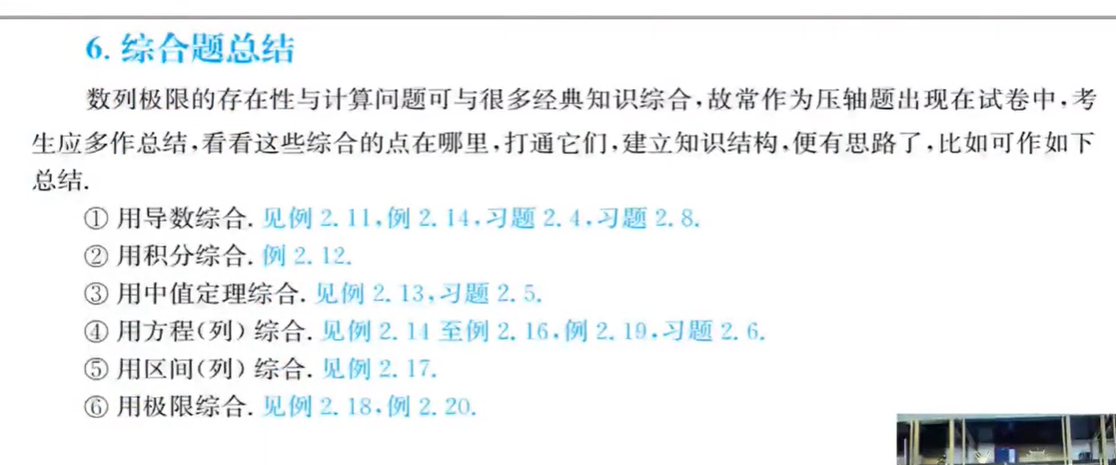 6. 综合题总结
数列极限的存在性与计算问题可与很多经典知识综合,故常作为压轴题出现在试卷中,考
生应多作总结,看看这些综合的点在哪里,打通它们,建立知识结构,便有思路了,比如可作如下
总结.
① 用导数综合. 见例 2. 11,例 2. 14,习题 2. 4,习题 2. 8.
② 用积分综合. 例 2. 12.
③ 用中值定理综合. 见例 2. 13,习题 2. 5.
④ 用方程(列) 综合. 见例 2. 14 至例 2. 16,例 2. 19,习题 2. 6.
⑤ 用区间(列) 综合. 见例 2. 17.
⑥ 用极限综合. 见例 2. 18,例 2. 20.